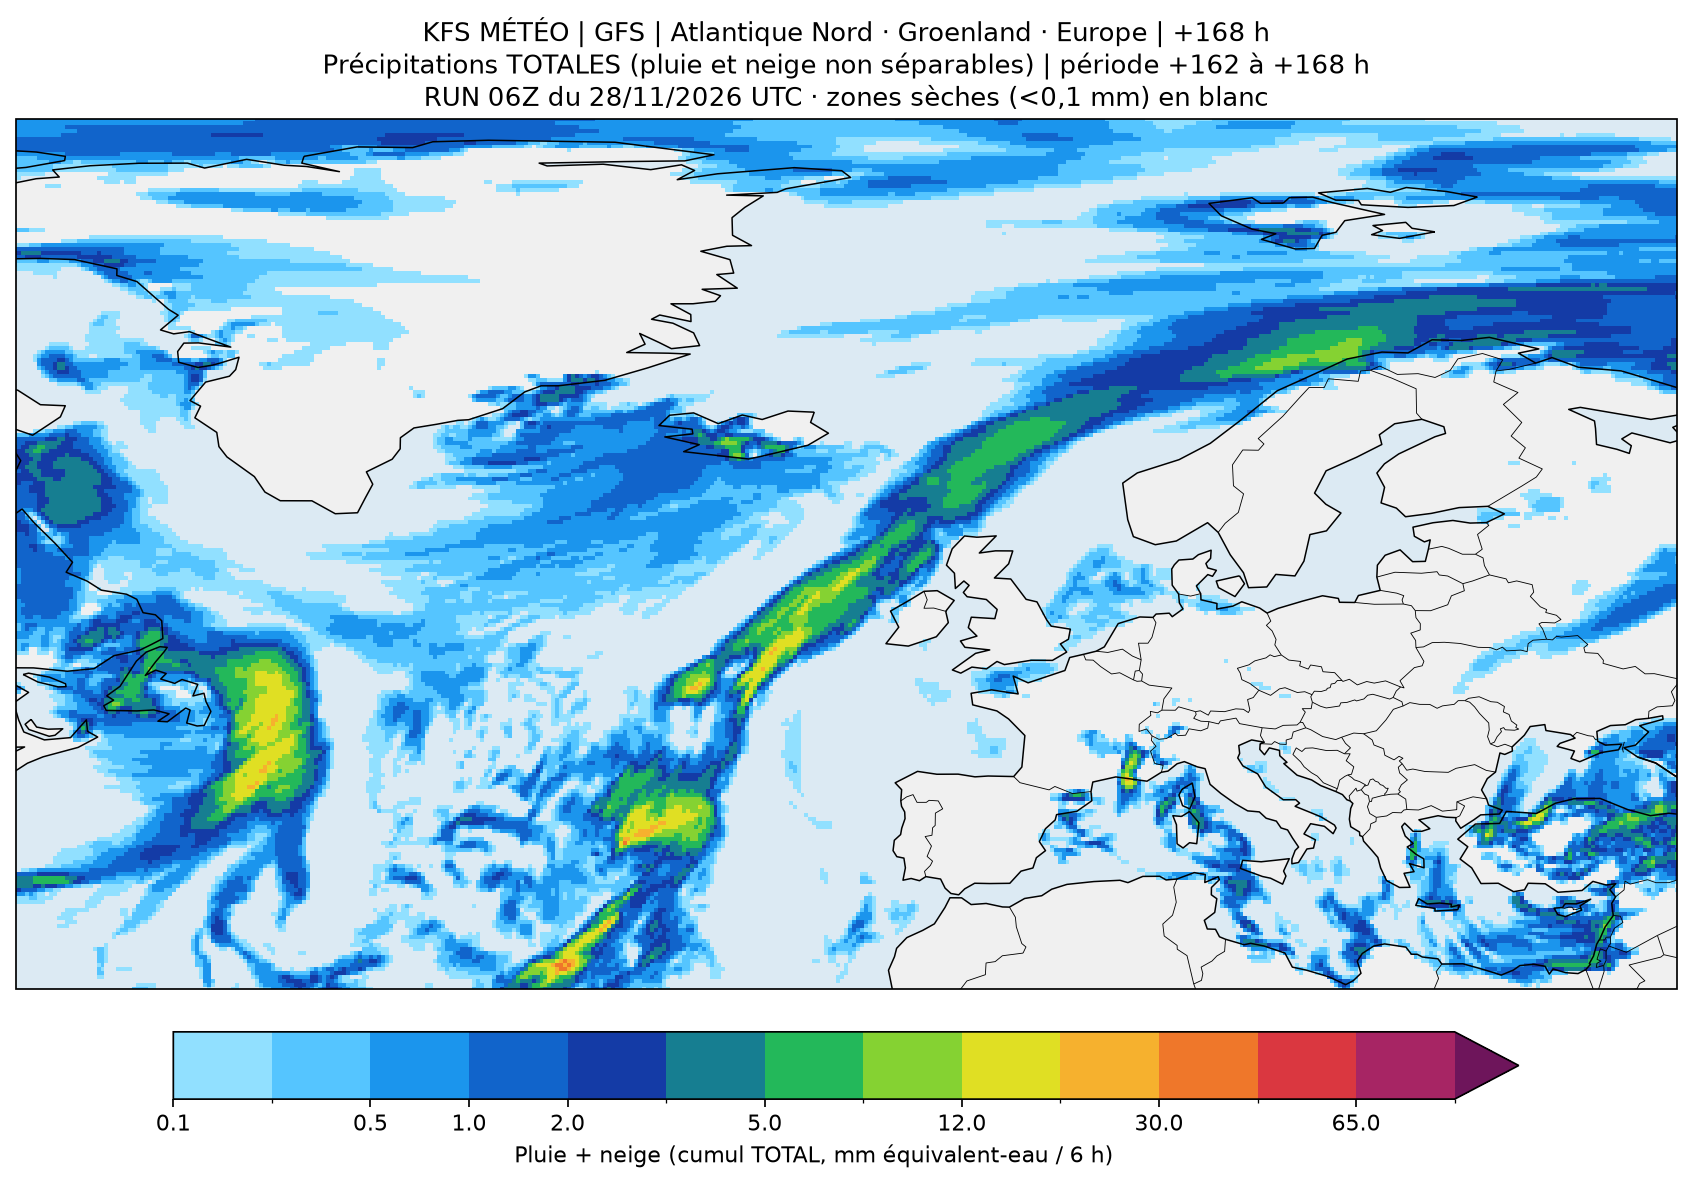 KFS MÉTÉO | GFS | Atlantique Nord · Groenland · Europe | +168 h
Précipitations TOTALES (pluie et neige non séparables) | période +162 à +168 h
RUN 06Z du 28/11/2026 UTC · zones sèches (<0,1 mm) en blanc
0.1 0.5 1.0 2.0 5.0 12.0 30.0 65.0
Pluie + neige (cumul TOTAL, mm équivalent-eau / 6 h)